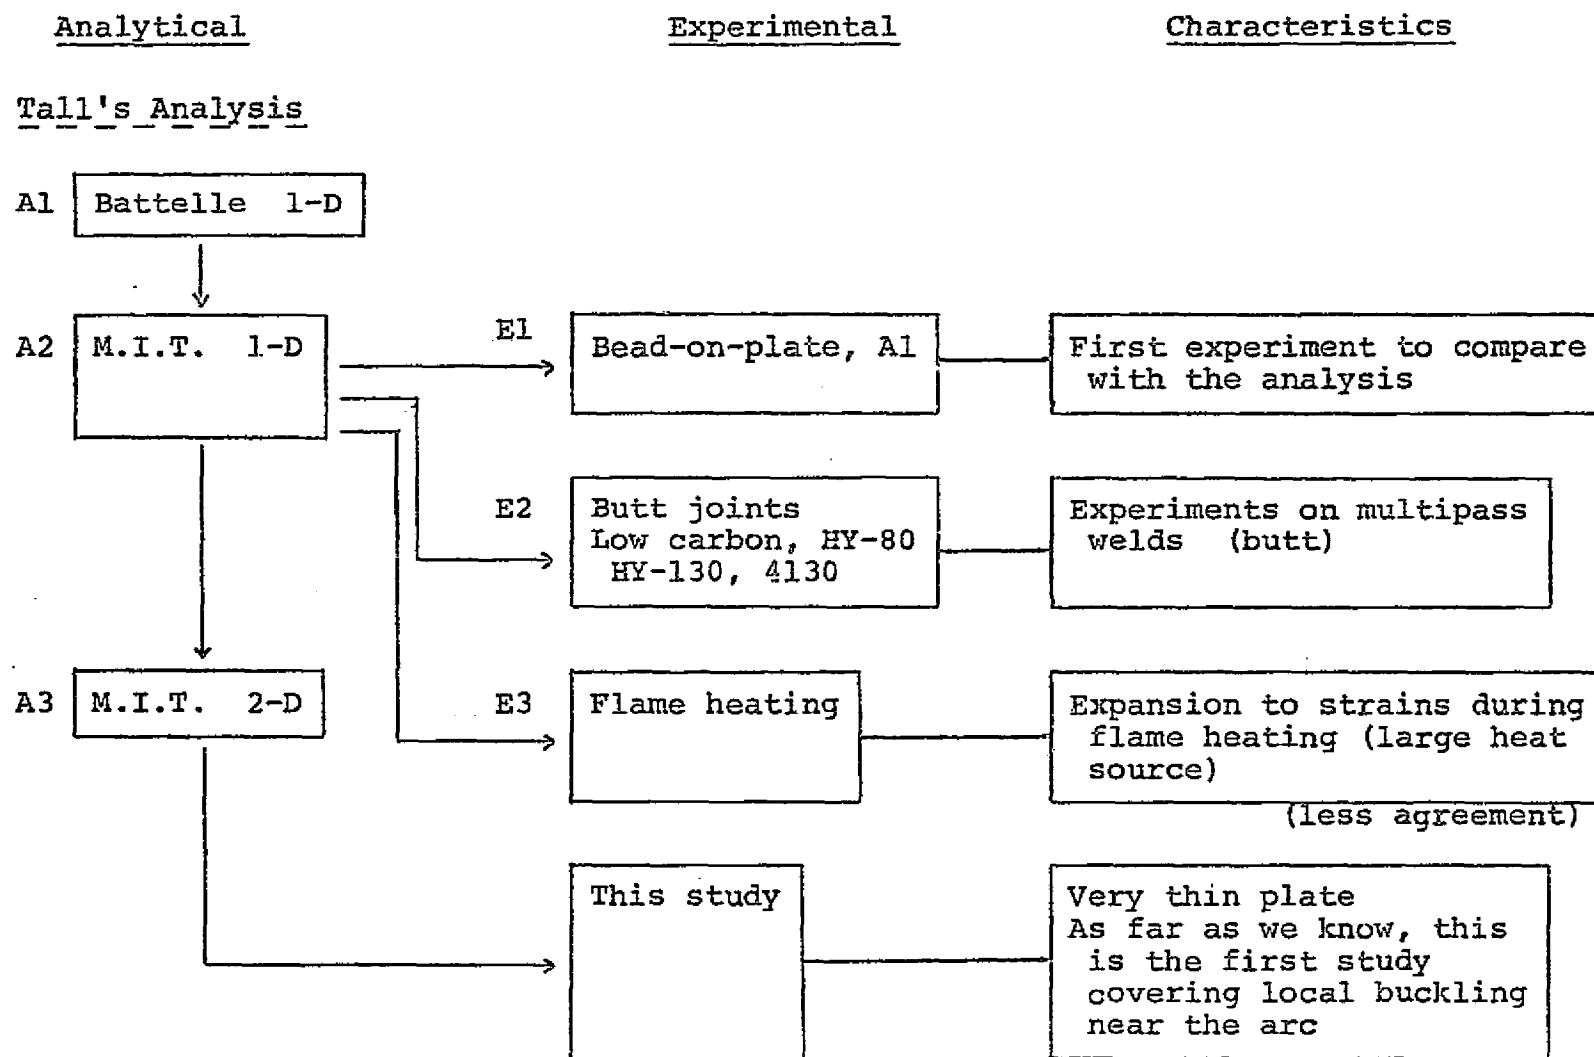 Analytical Experimental Characteristics
Tall's Analysis
A1 Battelle 1-D
A2 M.I.T. 1-D
E1 Bead-on-plate, Al
First experiment to compare
with the analysis
E2 Butt joints
Low carbon, HY-80
HY-130, 4130
Experiments on multipass
welds (butt)
A3 M.I.T. 2-D
E3 Flame heating
Expansion to strains during
flame heating (large heat
source)
(less agreement)
This study
Very thin plate
As far as we know, this
is the first study
covering local buckling
near the arc